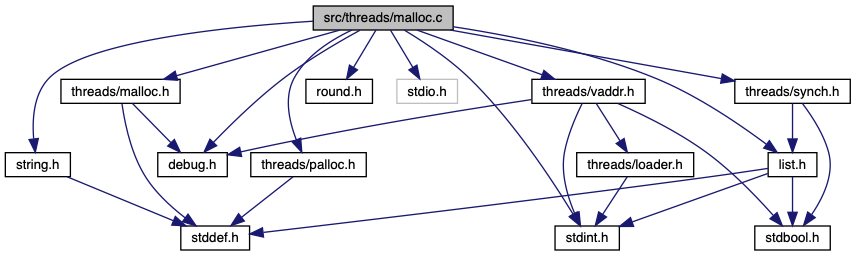 src/threads/malloc.c
threads/malloc.h
round.h
stdio.h
threads/vaddr.h
threads/synch.h
string.h
debug.h
threads/palloc.h
threads/loader.h
list.h
stddef.h
stdint.h
stdbool.h